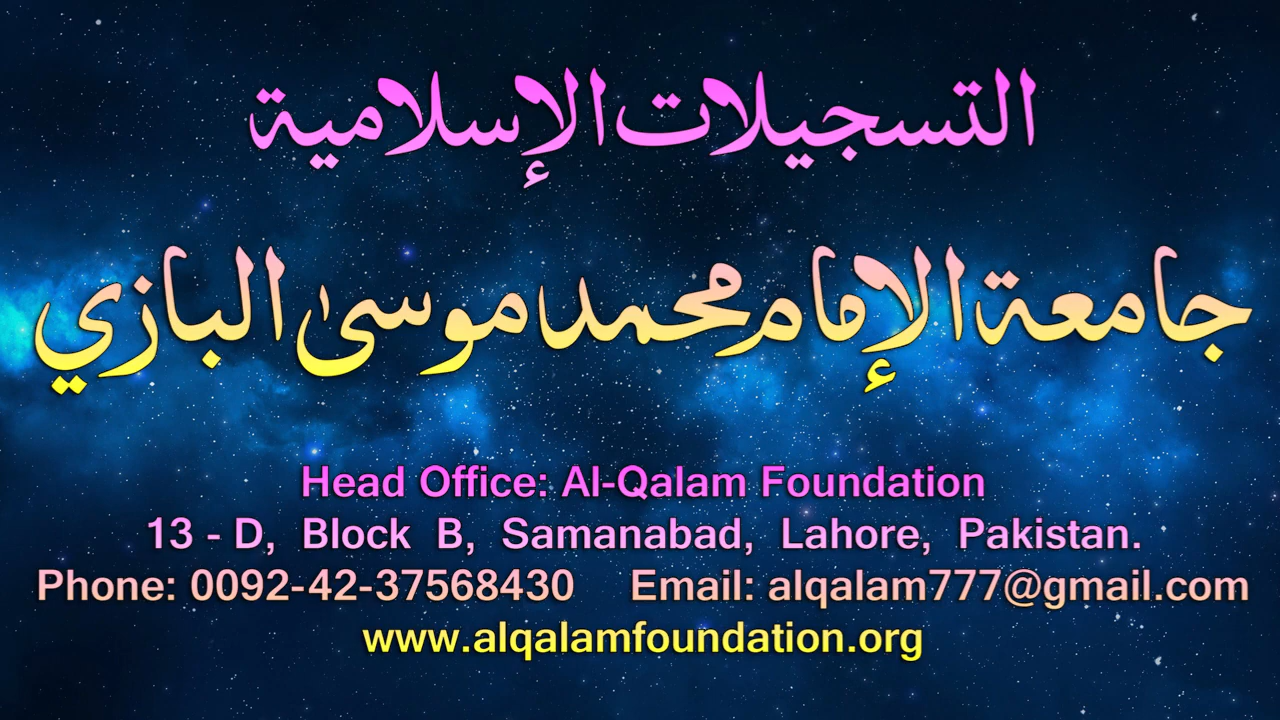 التسجيلات الإسلامية
جامعة الإمام محمد موسىٰ البازي
Head Office: Al-Qalam Foundation
13 - D, Block B, Samanabad, Lahore, Pakistan.
Phone: 0092-42-37568430 Email: alqalam777@gmail.com
www.alqalamfoundation.org